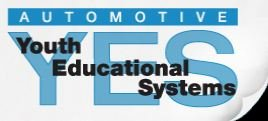 AUTOMOTIVE
YES
Youth
Educational
Systems